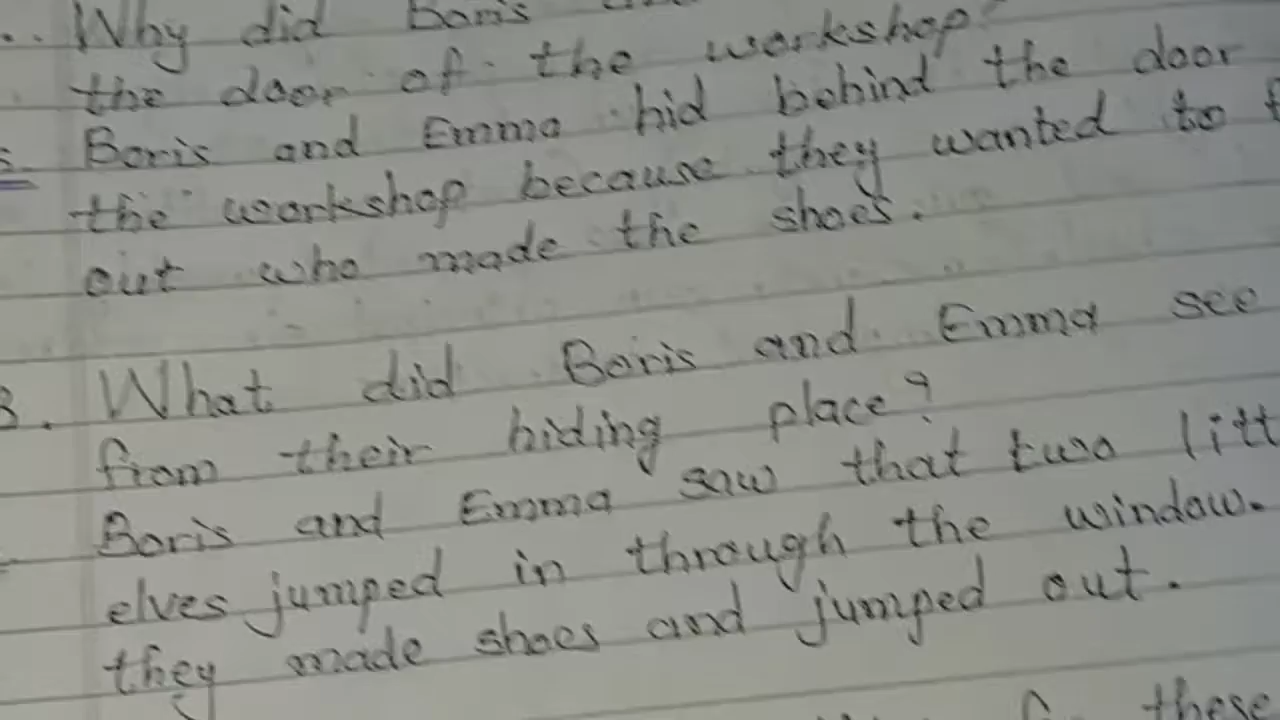 Why did Boris
the door of the workshop?
Boris and Emma hid behind the door
the workshop because they wanted to f
out who made the shoes.
3. What did Boris and Emma see
from their hiding place?
Boris and Emma saw that two litt
elves jumped in through the window.
they made shoes and jumped out.
these